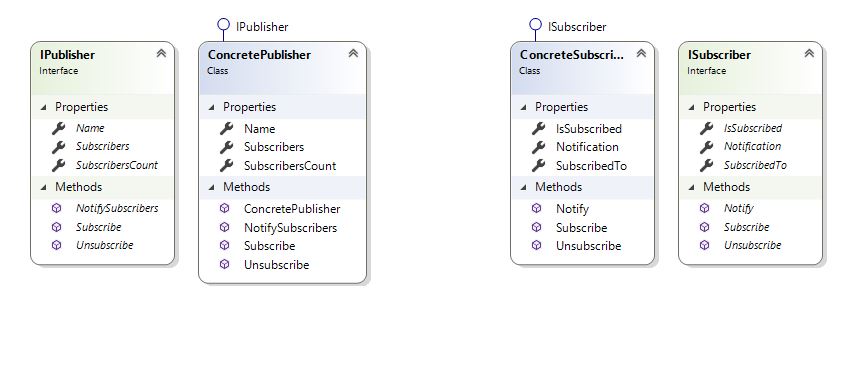 IPublisher
ISubscriber
IPublisher
Interface
Properties
Name
Subscribers
SubscribersCount
Methods
NotifySubscribers
Subscribe
Unsubscribe
ConcretePublisher
Class
Properties
Name
Subscribers
SubscribersCount
Methods
ConcretePublisher
NotifySubscribers
Subscribe
Unsubscribe
ConcreteSubscri...
Class
Properties
IsSubscribed
Notification
SubscribedTo
Methods
Notify
Subscribe
Unsubscribe
ISubscriber
Interface
Properties
IsSubscribed
Notification
SubscribedTo
Methods
Notify
Subscribe
Unsubscribe